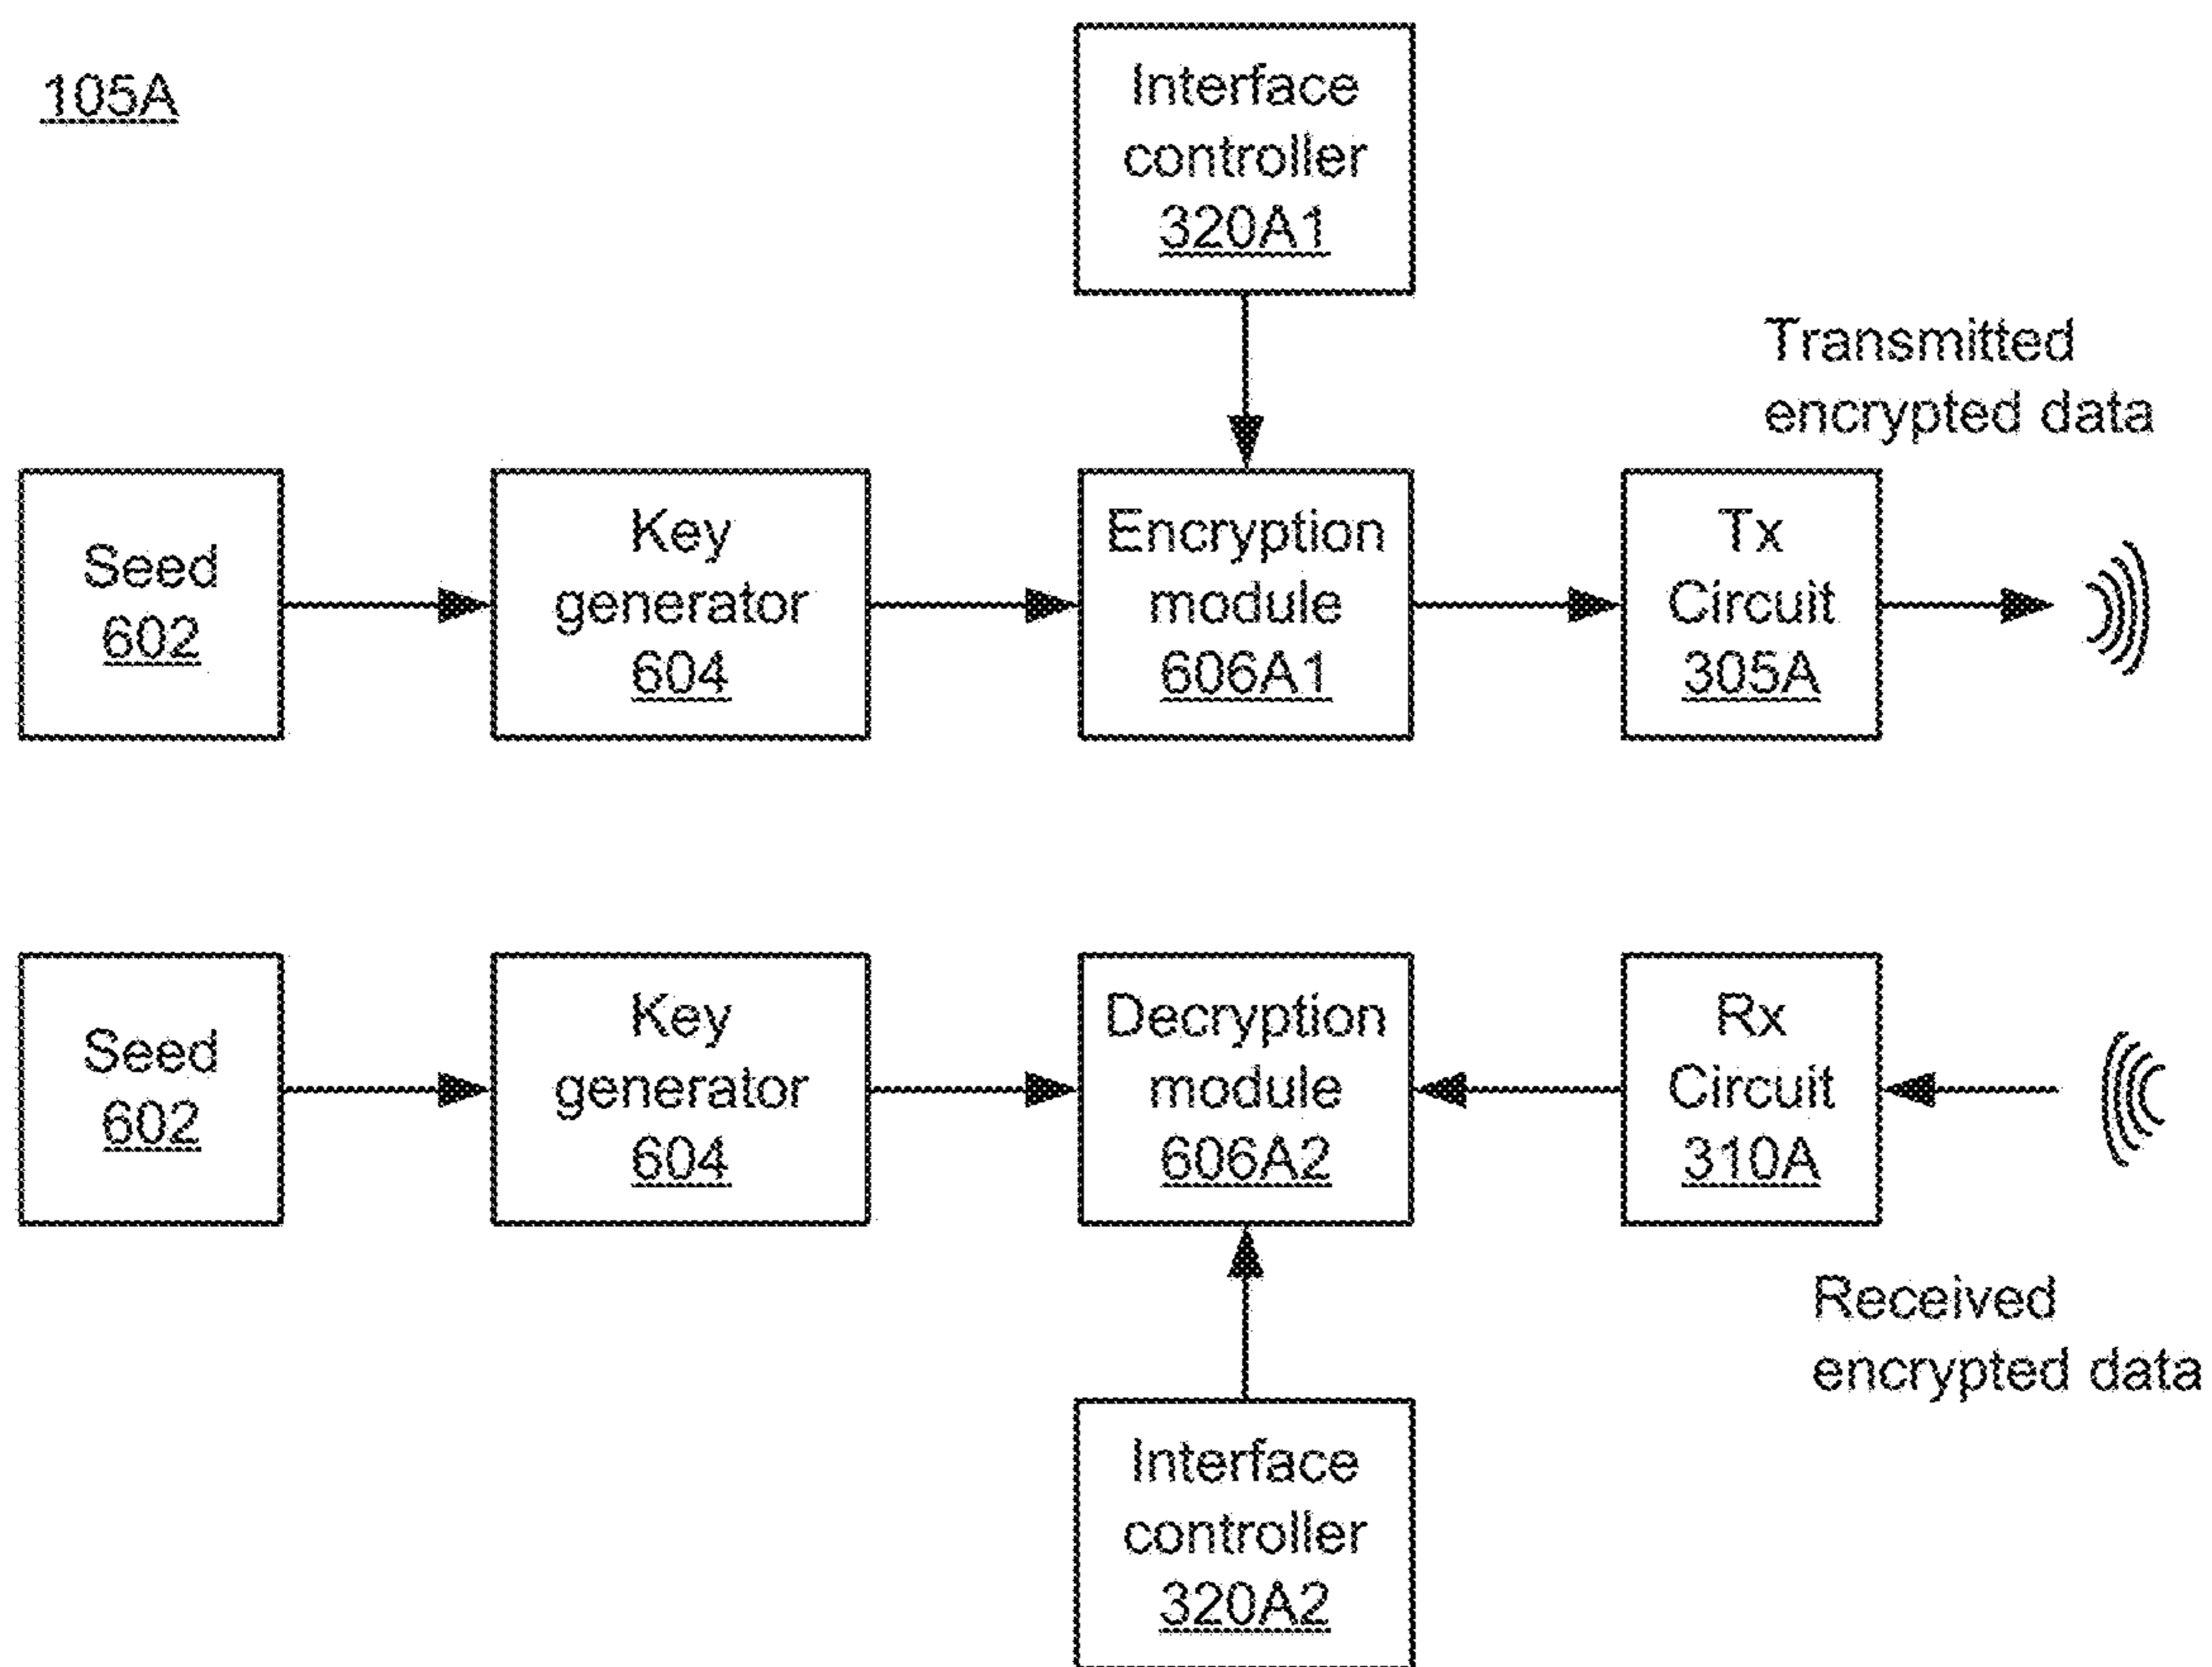 105A
Interface
controller
320A1
Transmitted
encrypted data
Seed
602
Key
generator
604
Encryption
module
606A1
Tx
Circuit
305A
Seed
602
Key
generator
604
Decryption
module
606A2
Rx
Circuit
310A
Received
encrypted data
Interface
controller
320A2